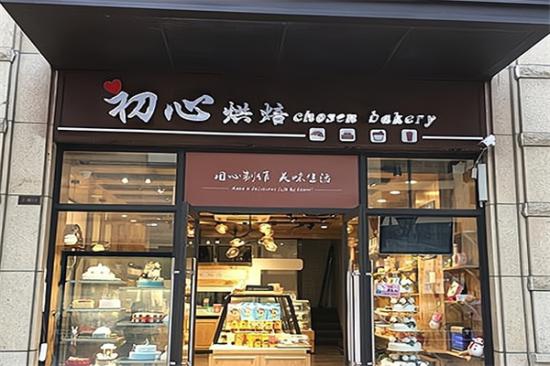 初心烘焙 chosen bakery
用心制作 美味生活